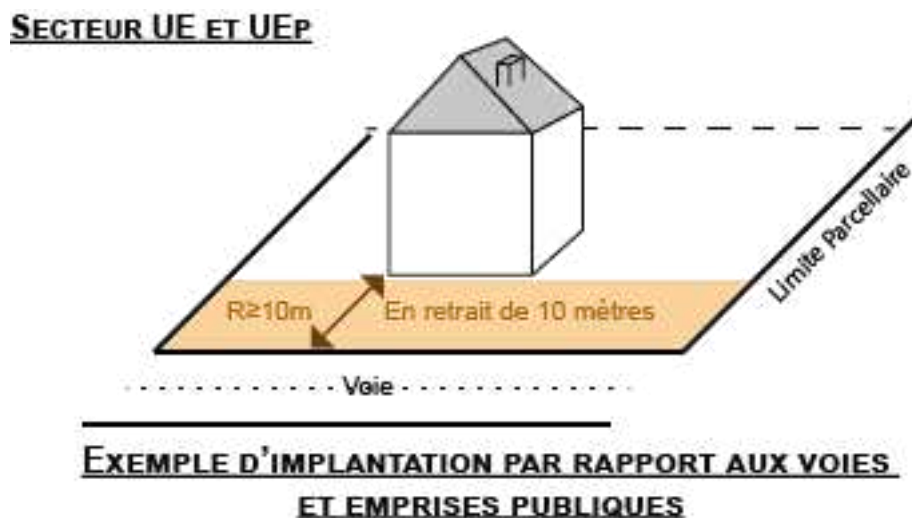 SECTEUR UE ET UEP
Limite Parcellaire
R≥10m
En retrait de 10 mètres
Voie
EXEMPLE D'IMPLANTATION PAR RAPPORT AUX VOIES
ET EMPRISES PUBLIQUES